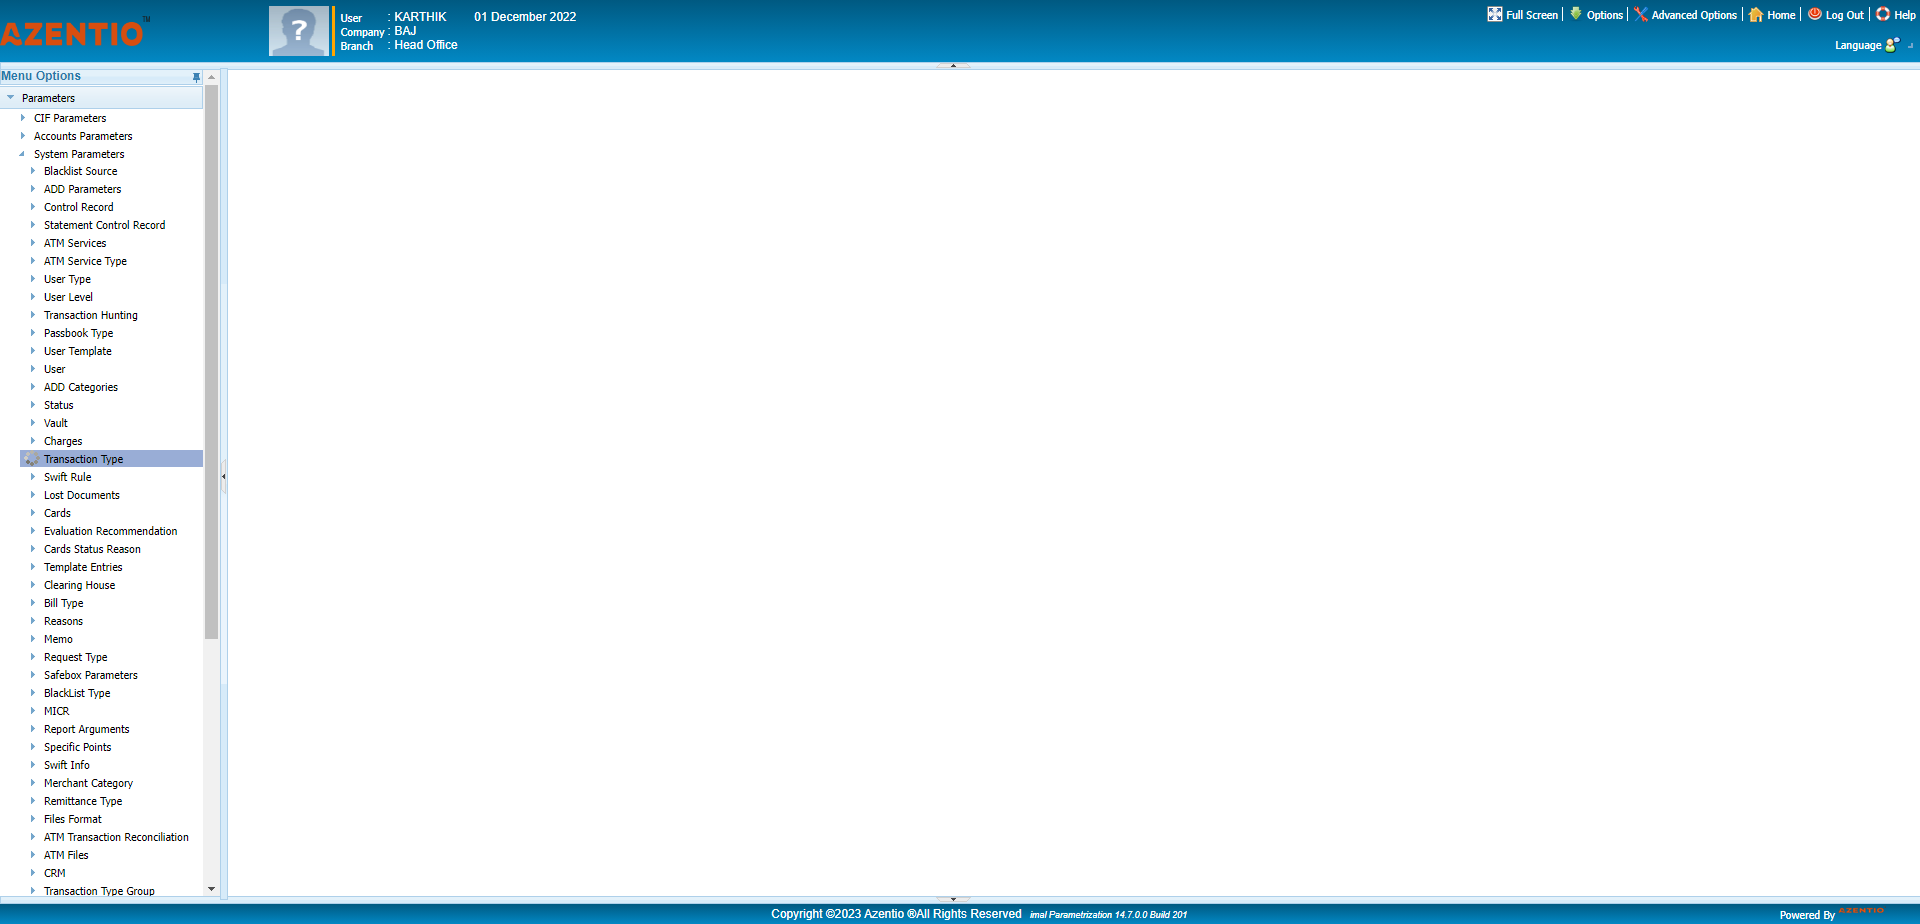 AZENTIO™
?
User : KARTHIK 01 December 2022
Company : BAJ
Branch : Head Office
Full Screen | Options | Advanced Options | Home | Log Out | Help
Language
Menu Options
Parameters
CIF Parameters
Accounts Parameters
System Parameters
Blacklist Source
ADD Parameters
Control Record
Statement Control Record
ATM Services
ATM Service Type
User Type
User Level
Transaction Hunting
Passbook Type
User Template
User
ADD Categories
Status
Vault
Charges
Transaction Type
Swift Rule
Lost Documents
Cards
Evaluation Recommendation
Cards Status Reason
Template Entries
Clearing House
Bill Type
Reasons
Memo
Request Type
Safebox Parameters
BlackList Type
MICR
Report Arguments
Specific Points
Swift Info
Merchant Category
Remittance Type
Files Format
ATM Transaction Reconciliation
ATM Files
CRM
Transaction Type Group
Copyright ©2023 Azentio ®All Rights Reserved imal Parametrization 14.7.0.0 Build 201
Powered By AZENTIO